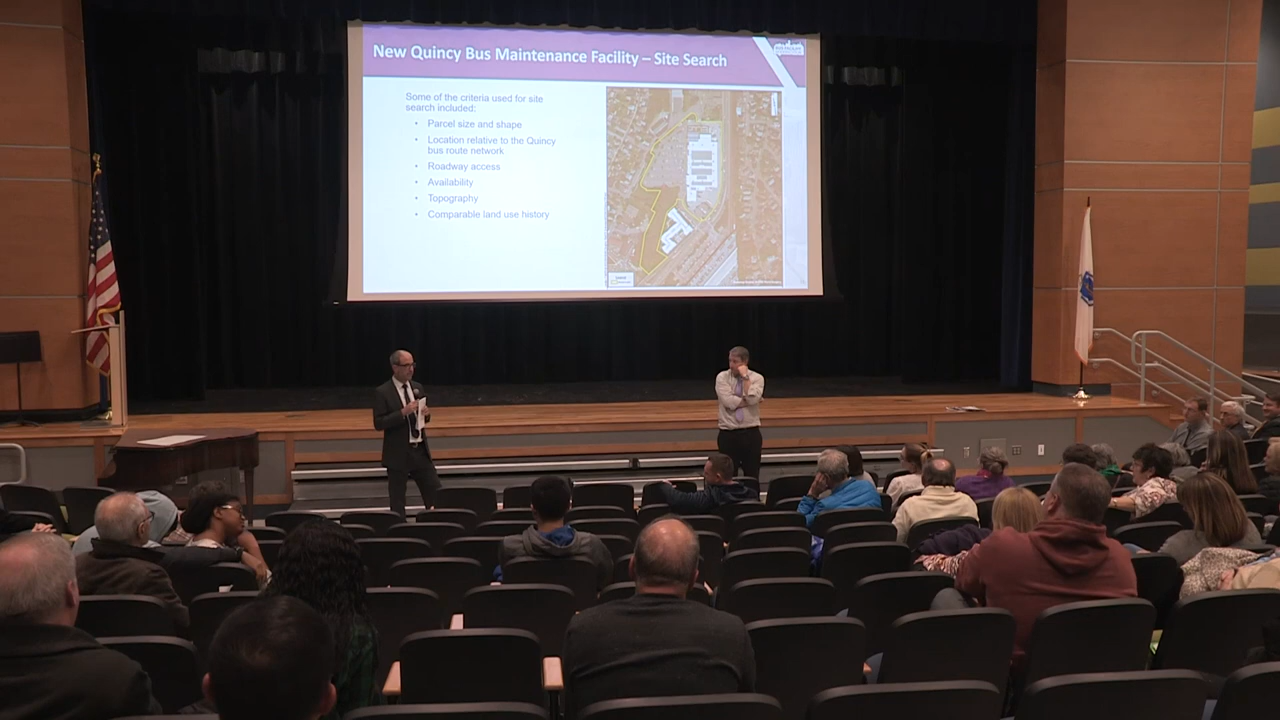 New Quincy Bus Maintenance Facility – Site Search
Some of the criteria used for site
search included:
• Parcel size and shape
• Location relative to the Quincy
bus route network
• Roadway access
• Availability
• Topography
• Comparable land use history